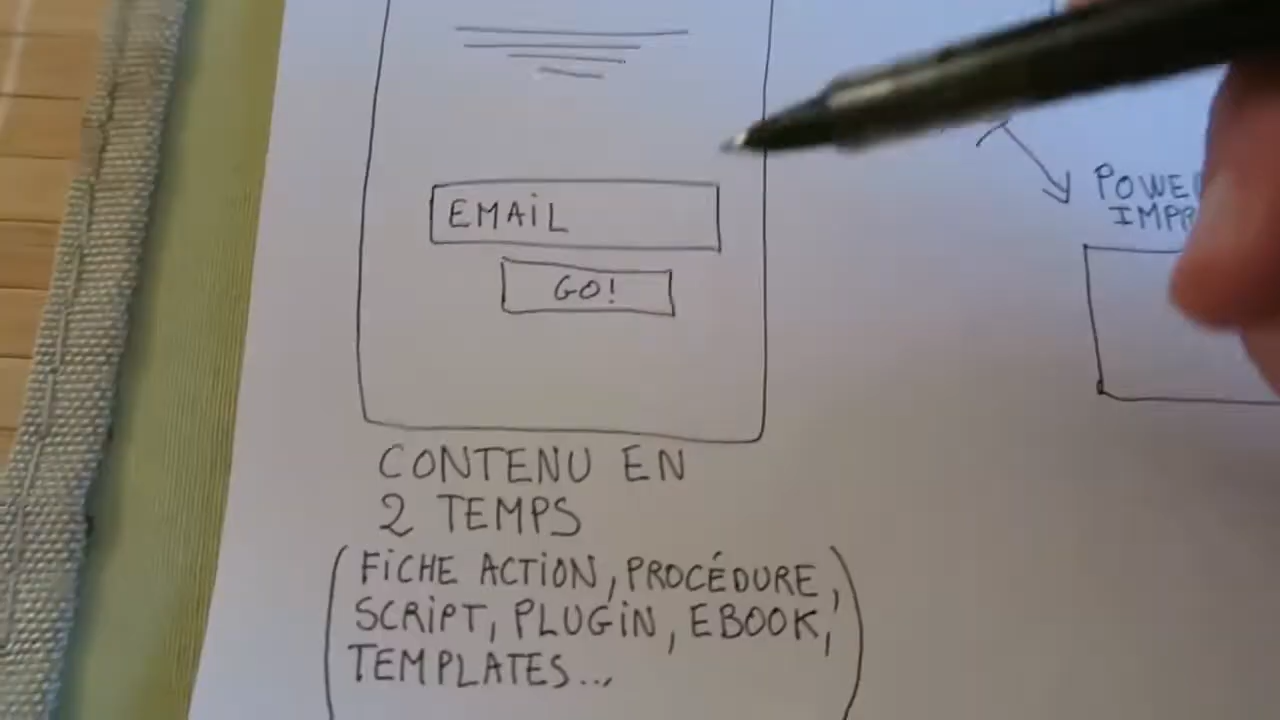 EMAIL
GO!
CONTENU EN
2 TEMPS
(FICHE ACTION, PROCÉDURE,
SCRIPT, PLUGIN, EBOOK,
TEMPLATES...)